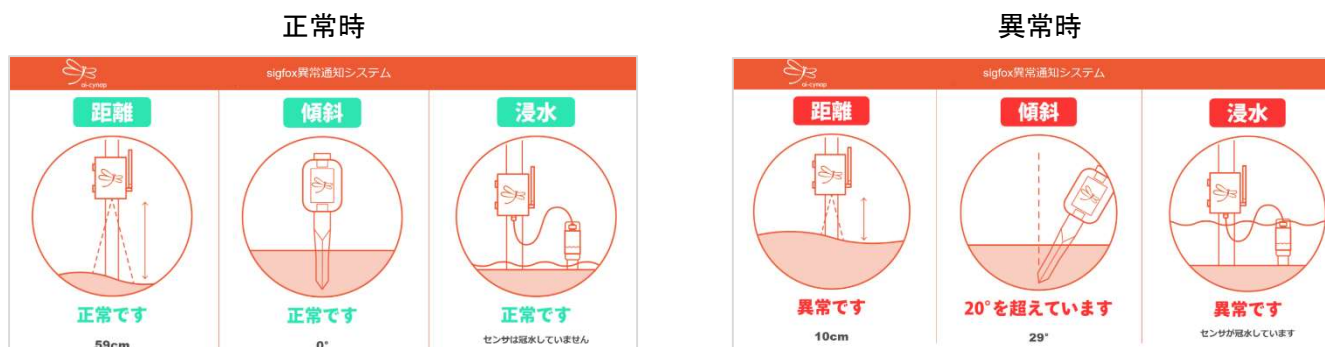 正常時
異常時
oi-cynop
sigfox異常通知システム
距離
傾斜
浸水
正常です
正常です
正常です
59cm
0°
センサは冠水していません
oi-cynop
sigfox異常通知システム
距離
傾斜
浸水
異常です
20°を超えています
異常です
10cm
29°
センサが冠水しています